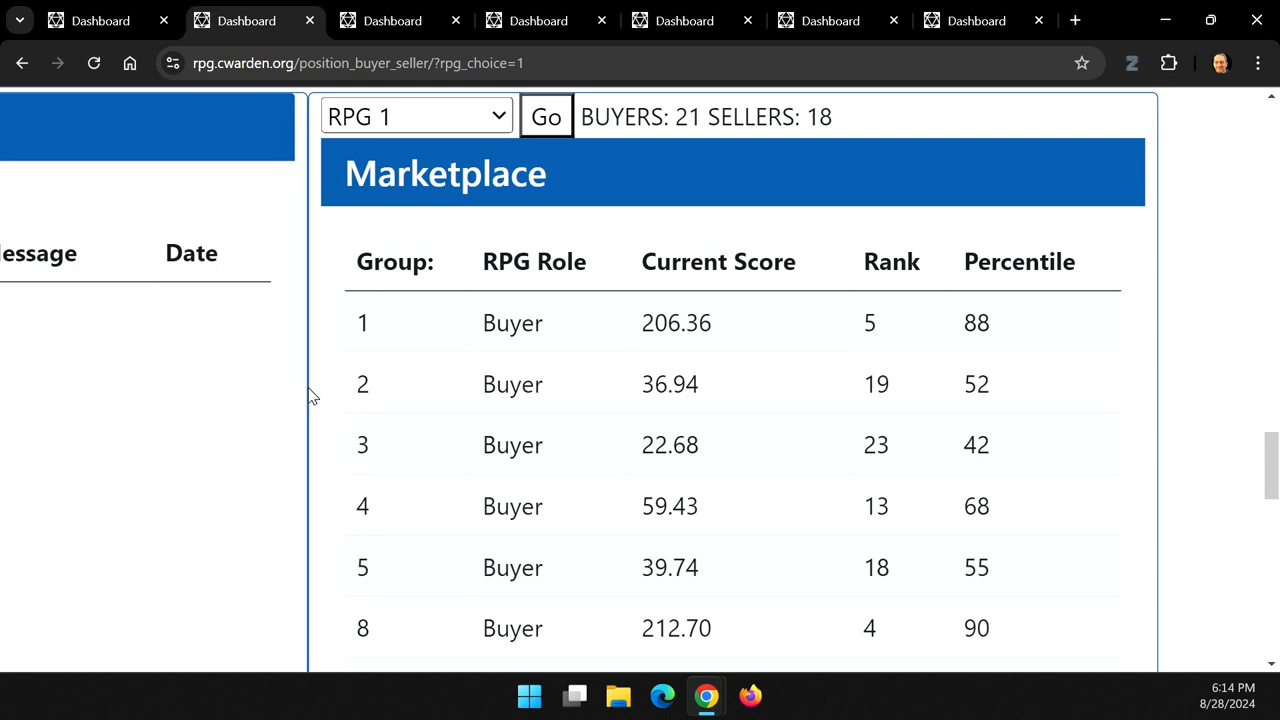 Dashboard Dashboard Dashboard Dashboard Dashboard Dashboard Dashboard
rpg.cwarden.org/position_buyer_seller/?rpg_choice=1
RPG 1 Go BUYERS: 21 SELLERS: 18
Marketplace
Date
Group: RPG Role Current Score Rank Percentile
1 Buyer 206.36 5 88
2 Buyer 36.94 19 52
3 Buyer 22.68 23 42
4 Buyer 59.43 13 68
5 Buyer 39.74 18 55
8 Buyer 212.70 4 90
6:14 PM
8/28/2024